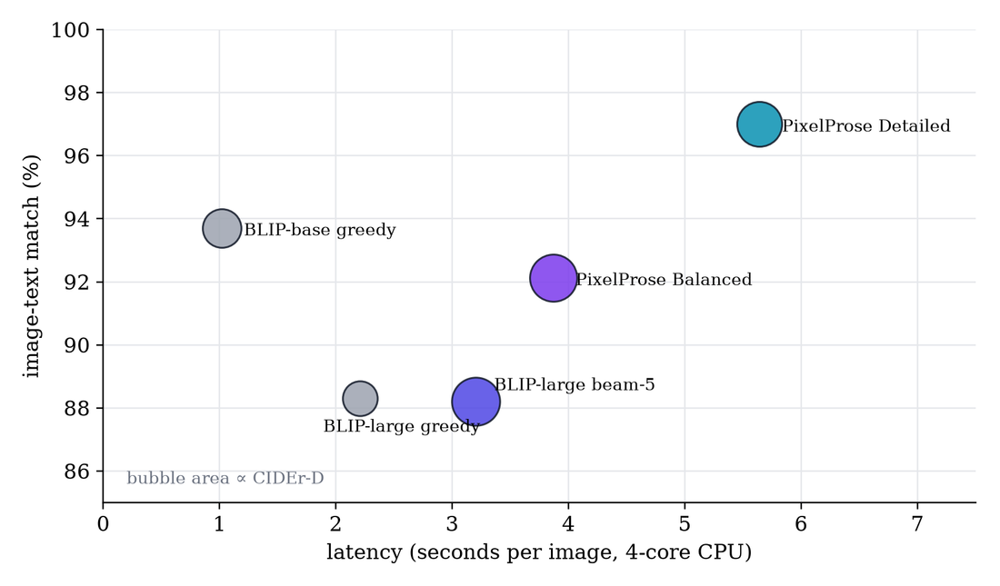 100
98
PixelProse Detailed
96
94
BLIP-base greedy
image-text match (%)
92
PixelProse Balanced
90
BLIP-large beam-5
88
BLIP-large greedy
86
bubble area ∝ CIDEr-D
0 1 2 3 4 5 6 7
latency (seconds per image, 4-core CPU)